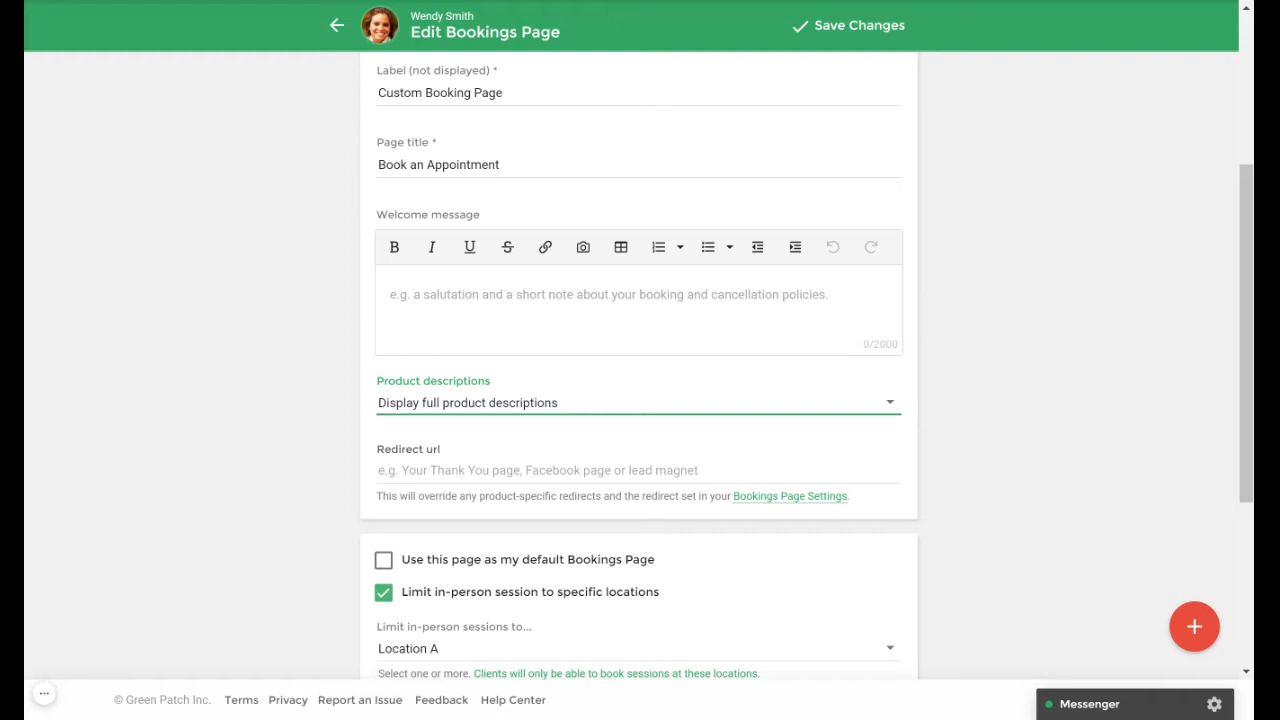 Wendy Smith
Edit Bookings Page
Save Changes
Label (not displayed) *
Custom Booking Page
Page title *
Book an Appointment
Welcome message
B I U S
e.g. a salutation and a short note about your booking and cancellation policies.
0/2000
Product descriptions
Display full product descriptions
Redirect url
e.g. Your Thank You page, Facebook page or lead magnet
This will override any product-specific redirects and the redirect set in your Bookings Page Settings.
Use this page as my default Bookings Page
Limit in-person session to specific locations
Limit in-person sessions to...
Location A
Select one or more. Clients will only be able to book sessions at these locations.
© Green Patch Inc. Terms Privacy Report an Issue Feedback Help Center
Messenger